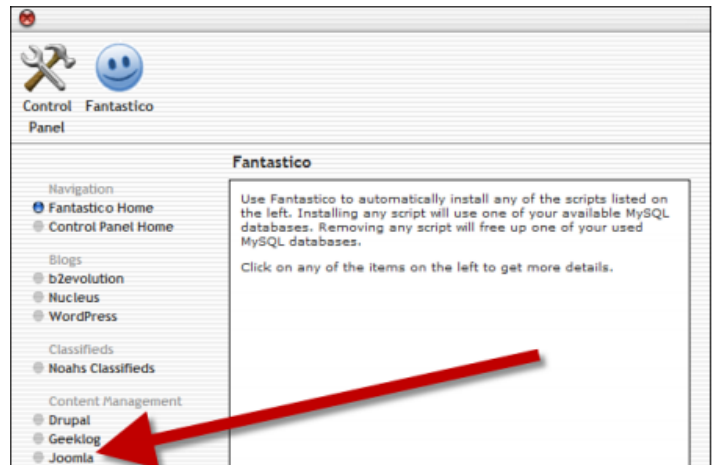 Control Fantastico
Panel
Fantastico
Navigation
Fantastico Home
Control Panel Home
Blogs
b2evolution
Nucleus
WordPress
Classifieds
Noahs Classifieds
Content Management
Drupal
Geeklog
Joomla
Use Fantastico to automatically install any of the scripts listed on
the left. Installing any script will use one of your available MySQL
databases. Removing any script will free up one of your used
MySQL databases.
Click on any of the items on the left to get more details.